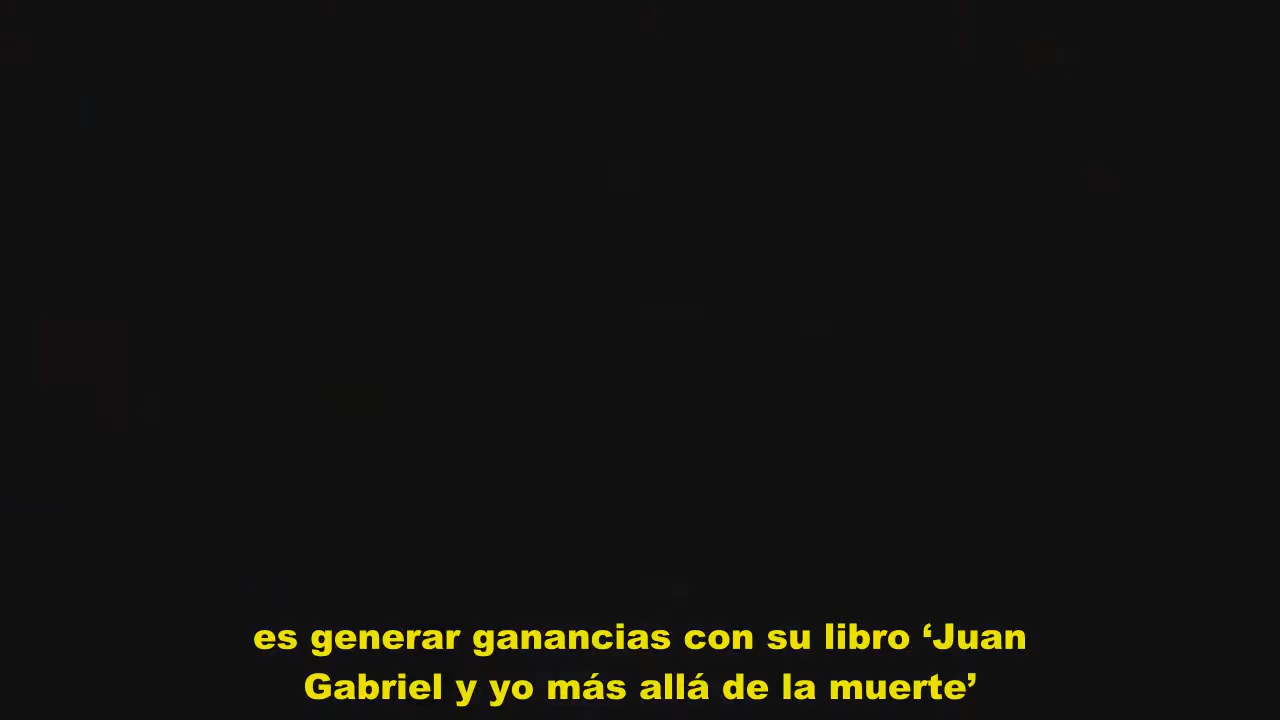 es generar ganancias con su libro ‘Juan
Gabriel y yo más allá de la muerte’